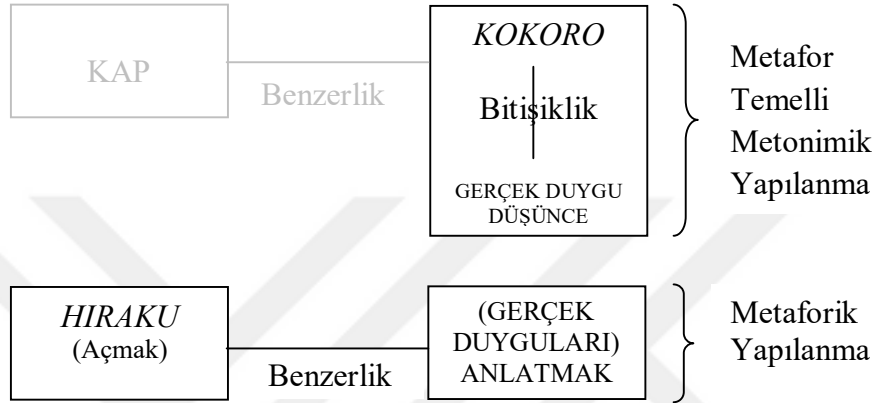 KAP
Benzerlik
KOKORO
Bitişiklik
GERÇEK DUYGU
DÜŞÜNCE
Metafor
Temelli
Metonimik
Yapılanma
HIRAKU
(Açmak)
Benzerlik
(GERÇEK
DUYGULARI)
ANLATMAK
Metaforik
Yapılanma